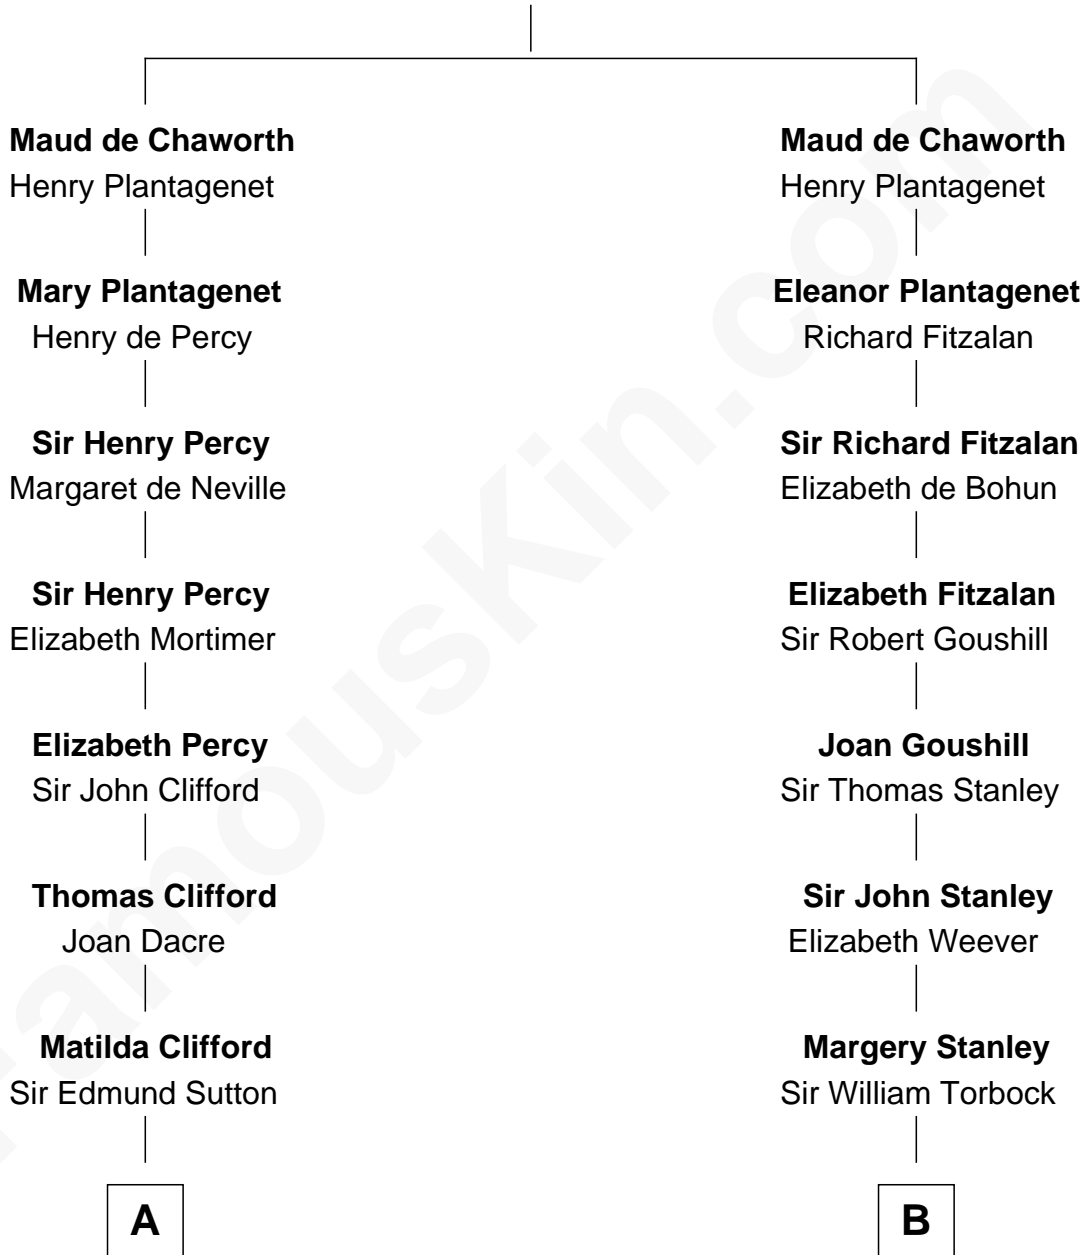 Maud de Chaworth
Henry Plantagenet
Mary Plantagenet
Henry de Percy
Sir Henry Percy
Margaret de Neville
Sir Henry Percy
Elizabeth Mortimer
Elizabeth Percy
Sir John Clifford
Thomas Clifford
Joan Dacre
Matilda Clifford
Sir Edmund Sutton
A
Maud de Chaworth
Henry Plantagenet
Eleanor Plantagenet
Richard Fitzalan
Sir Richard Fitzalan
Elizabeth de Bohun
Elizabeth Fitzalan
Sir Robert Goushill
Joan Goushill
Sir Thomas Stanley
Sir John Stanley
Elizabeth Weever
Margery Stanley
Sir William Torbock
B
FamousKin.com